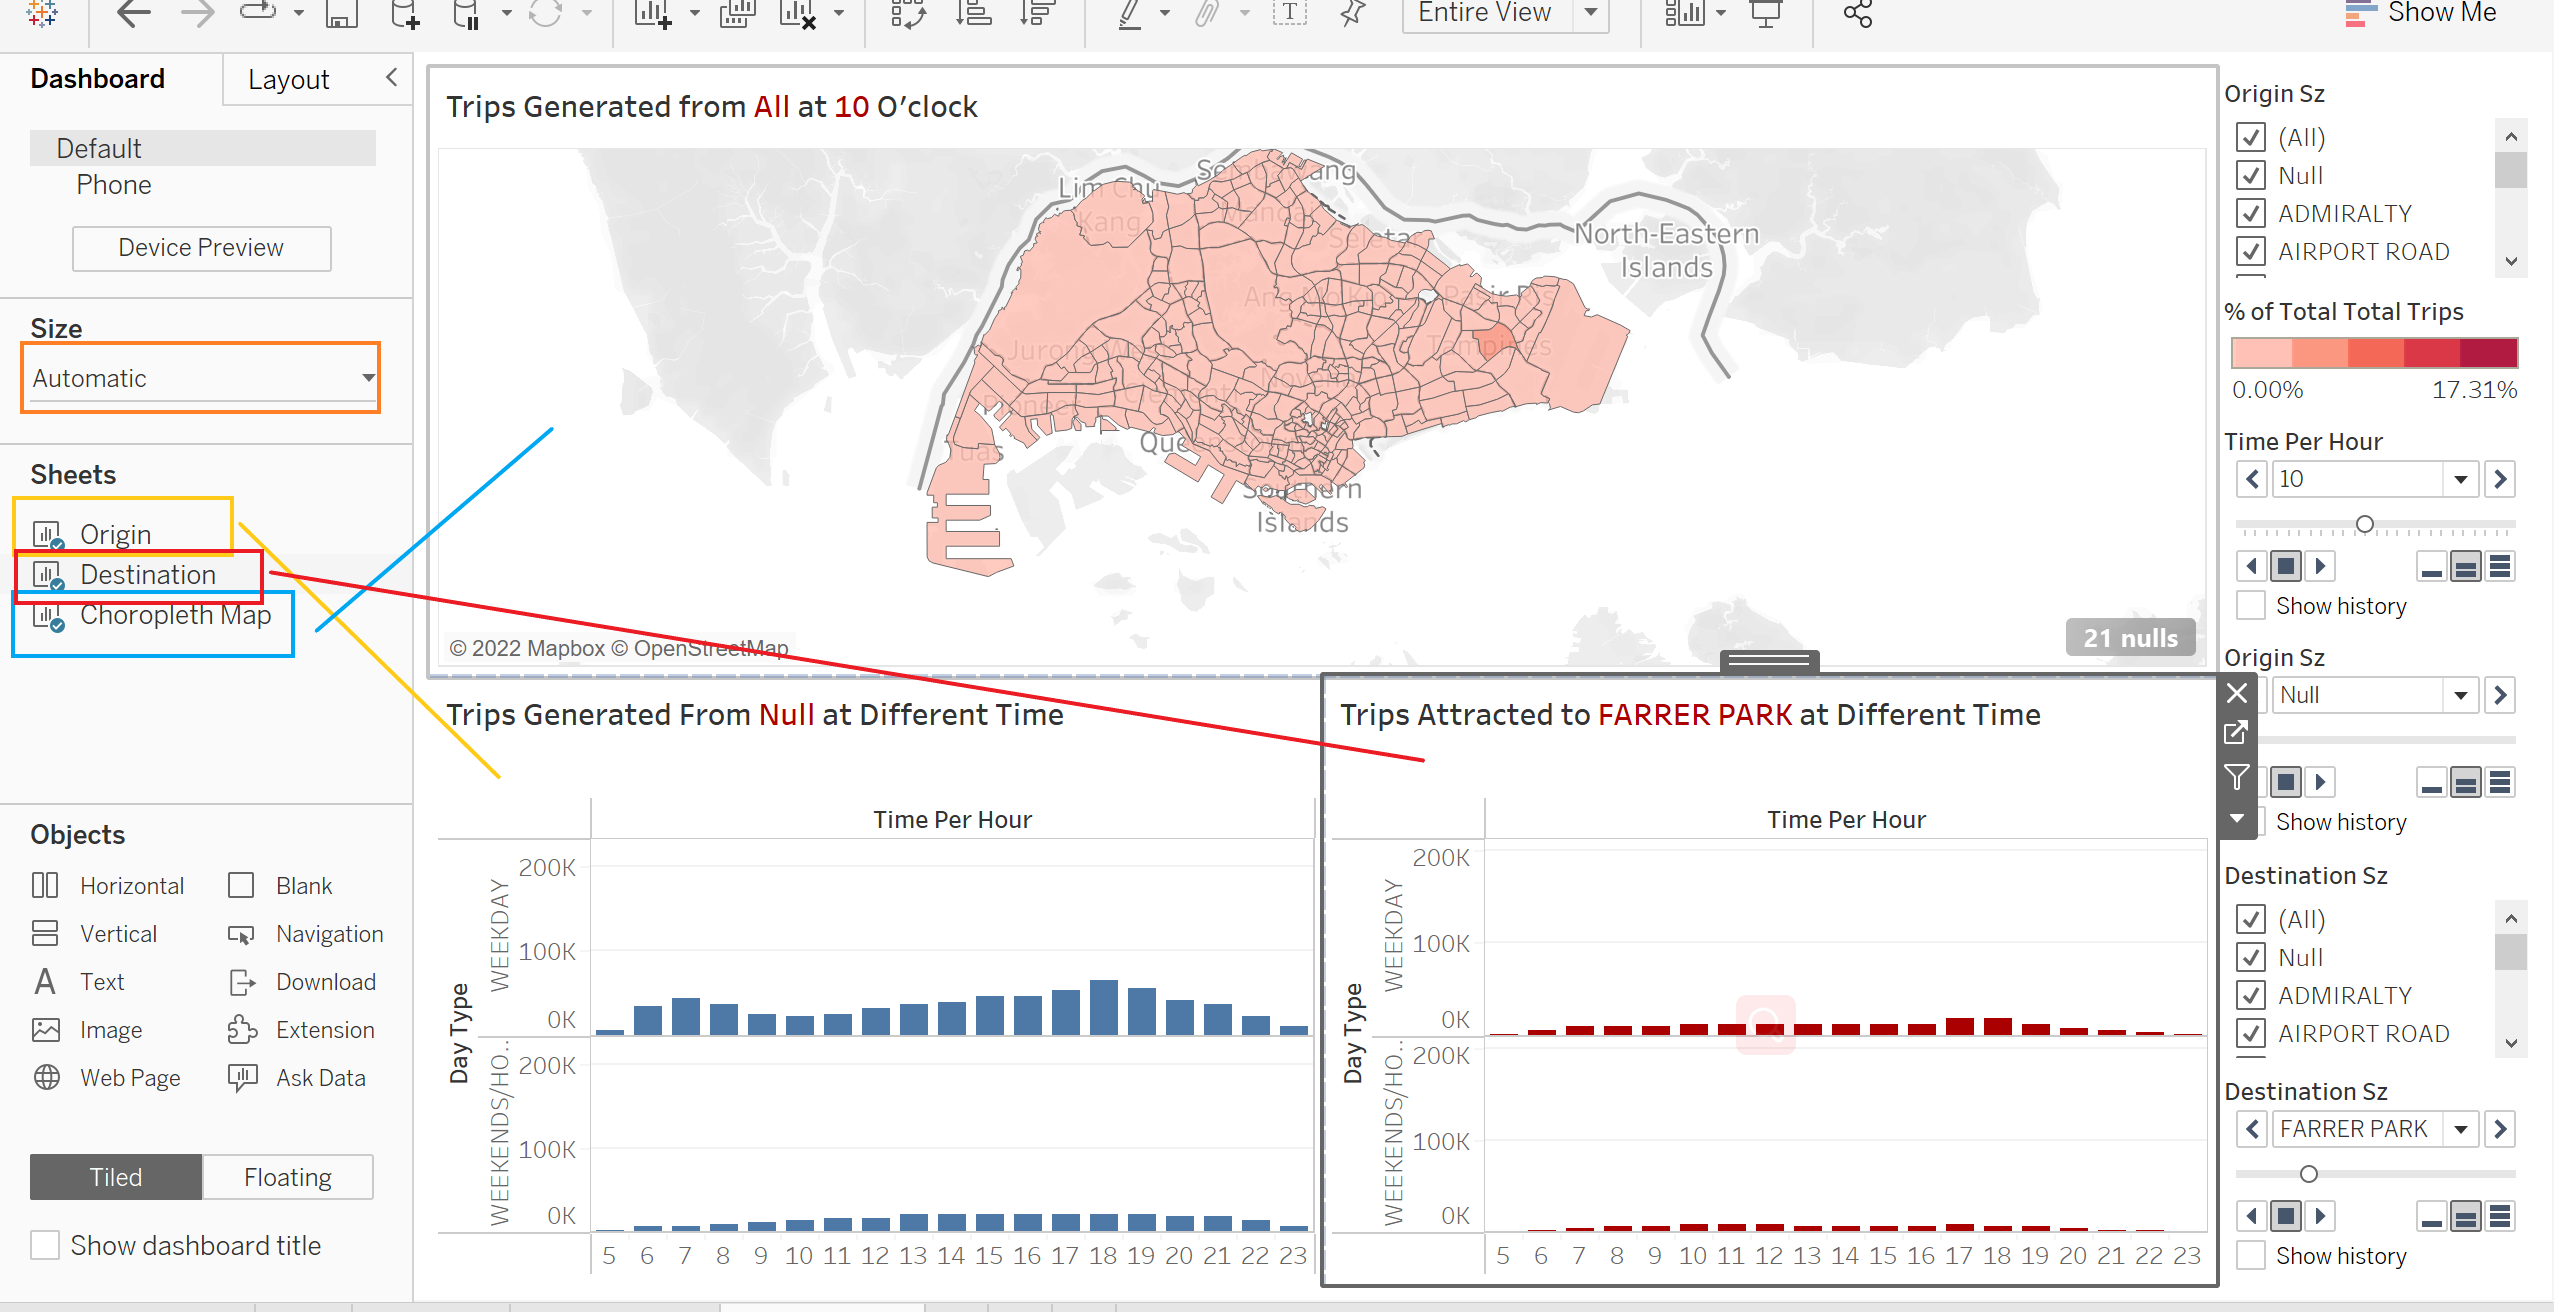 Entire View
Show Me
Dashboard
Layout
Default
Phone
Device Preview
Size
Automatic
Sheets
Origin
Destination
Choropleth Map
Objects
Horizontal
Blank
Vertical
Navigation
A Text
Download
Image
Extension
Web Page
Ask Data
Tiled
Floating
Show dashboard title
Trips Generated from All at 10 O'clock
Lim Chu
Kang
Sembawang
Mandai
Seletar
North-Eastern
Islands
Ang Mo Kio
Pasir Ris
Jurong West
Tampines
Novena
Clementi
Pioneer
Queenstown
Tuas
Southern
Islands
© 2022 Mapbox © OpenStreetMap
21 nulls
Trips Generated From Null at Different Time
Time Per Hour
Day Type
WEEKDAY
200K
100K
0K
WEEKENDS/HO..
200K
100K
0K
5 6 7 8 9 10 11 12 13 14 15 16 17 18 19 20 21 22 23
Trips Attracted to FARRER PARK at Different Time
Time Per Hour
Day Type
WEEKDAY
200K
100K
0K
WEEKENDS/HO..
200K
100K
0K
5 6 7 8 9 10 11 12 13 14 15 16 17 18 19 20 21 22 23
Origin Sz
(All)
Null
ADMIRALTY
AIRPORT ROAD
% of Total Total Trips
0.00% 17.31%
Time Per Hour
10
Show history
Origin Sz
Null
Show history
Destination Sz
(All)
Null
ADMIRALTY
AIRPORT ROAD
Destination Sz
FARRER PARK
Show history